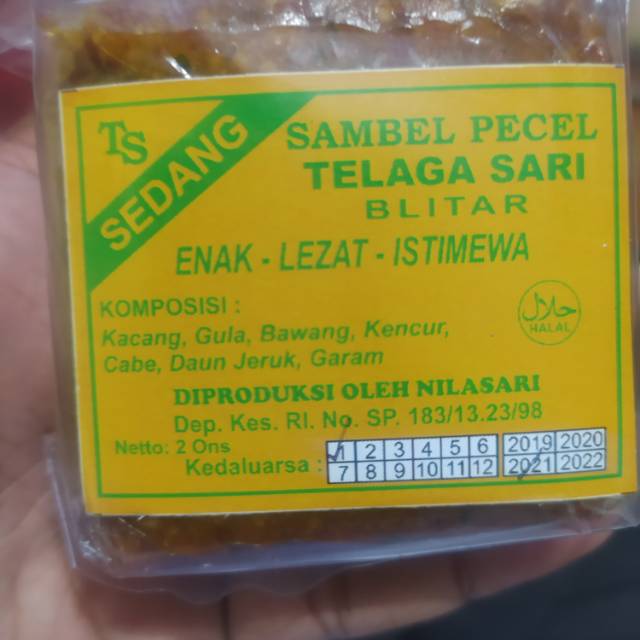 TS
SEDANG
SAMBEL PECEL
TELAGA SARI
BLITAR
ENAK - LEZAT - ISTIMEWA
KOMPOSISI :
Kacang, Gula, Bawang, Kencur,
Cabe, Daun Jeruk, Garam
حلال
HALAL
DIPRODUKSI OLEH NILASARI
Dep. Kes. RI. No. SP. 183/13.23/98
Netto: 2 Ons
Kedaluarsa :
1 2 3 4 5 6 2019 2020
7 8 9 10 11 12 2021 2022